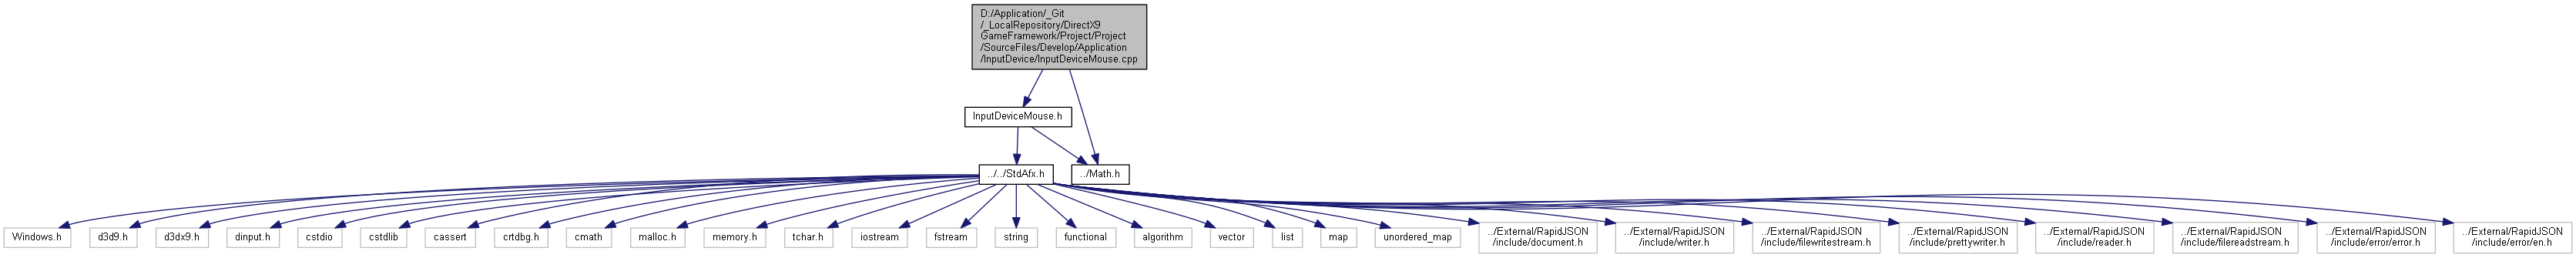 D:/Application/_Git
/_LocalRepository/DirectX9
_GameFramework/Project/Project
/SourceFiles/Develop/Application
/InputDevice/InputDeviceMouse.cpp
InputDeviceMouse.h
../../StdAfx.h
../Math.h
Windows.h
d3d9.h
d3dx9.h
dinput.h
cstdio
cstdlib
cassert
crtdbg.h
cmath
malloc.h
memory.h
tchar.h
iostream
fstream
string
functional
algorithm
vector
list
map
unordered_map
../External/RapidJSON
/include/document.h
../External/RapidJSON
/include/writer.h
../External/RapidJSON
/include/filewritestream.h
../External/RapidJSON
/include/prettywriter.h
../External/RapidJSON
/include/reader.h
../External/RapidJSON
/include/filereadstream.h
../External/RapidJSON
/include/error/error.h
../External/RapidJSON
/include/error/en.h